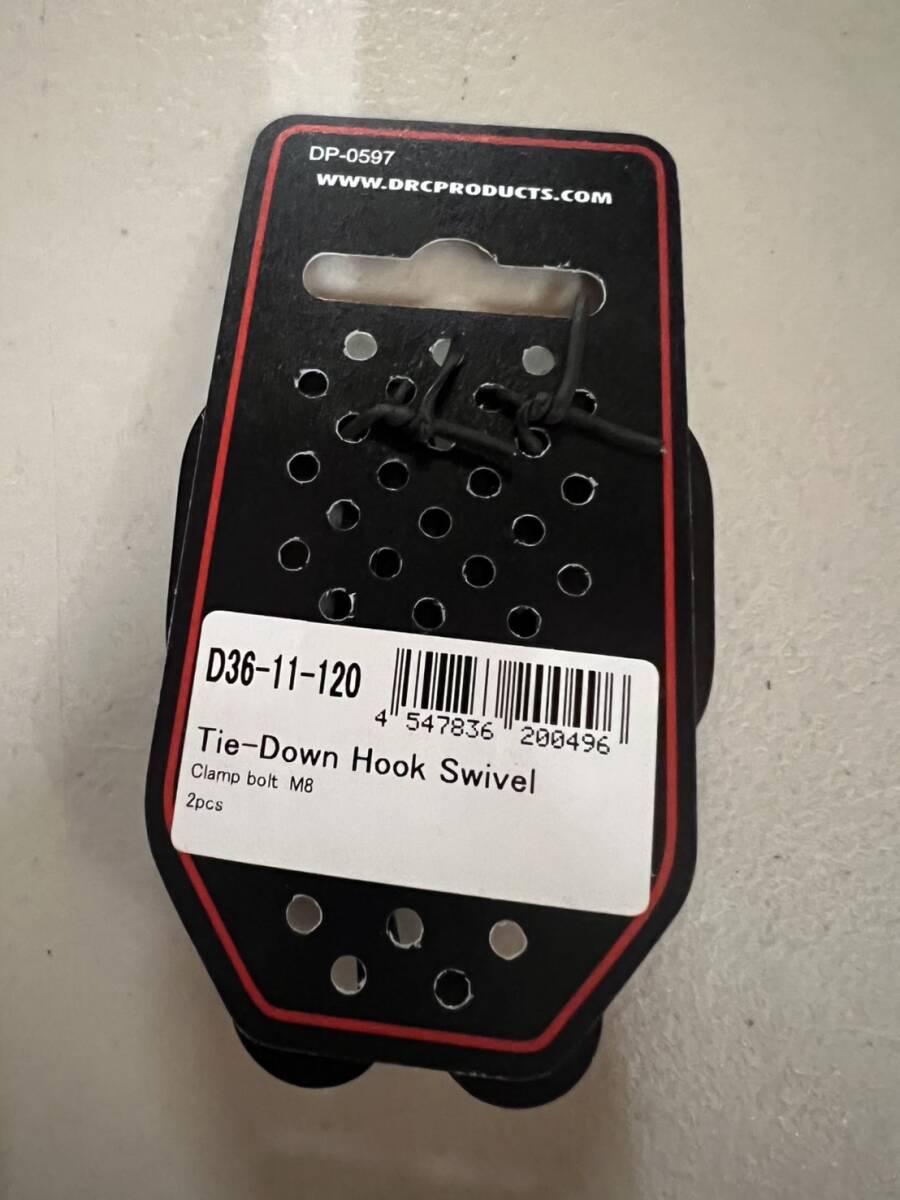 DP-0597
WWW.DRCPRODUCTS.COM
D36-11-120
4 547836 200496
Tie-Down Hook Swivel
Clamp bolt M8
2pcs